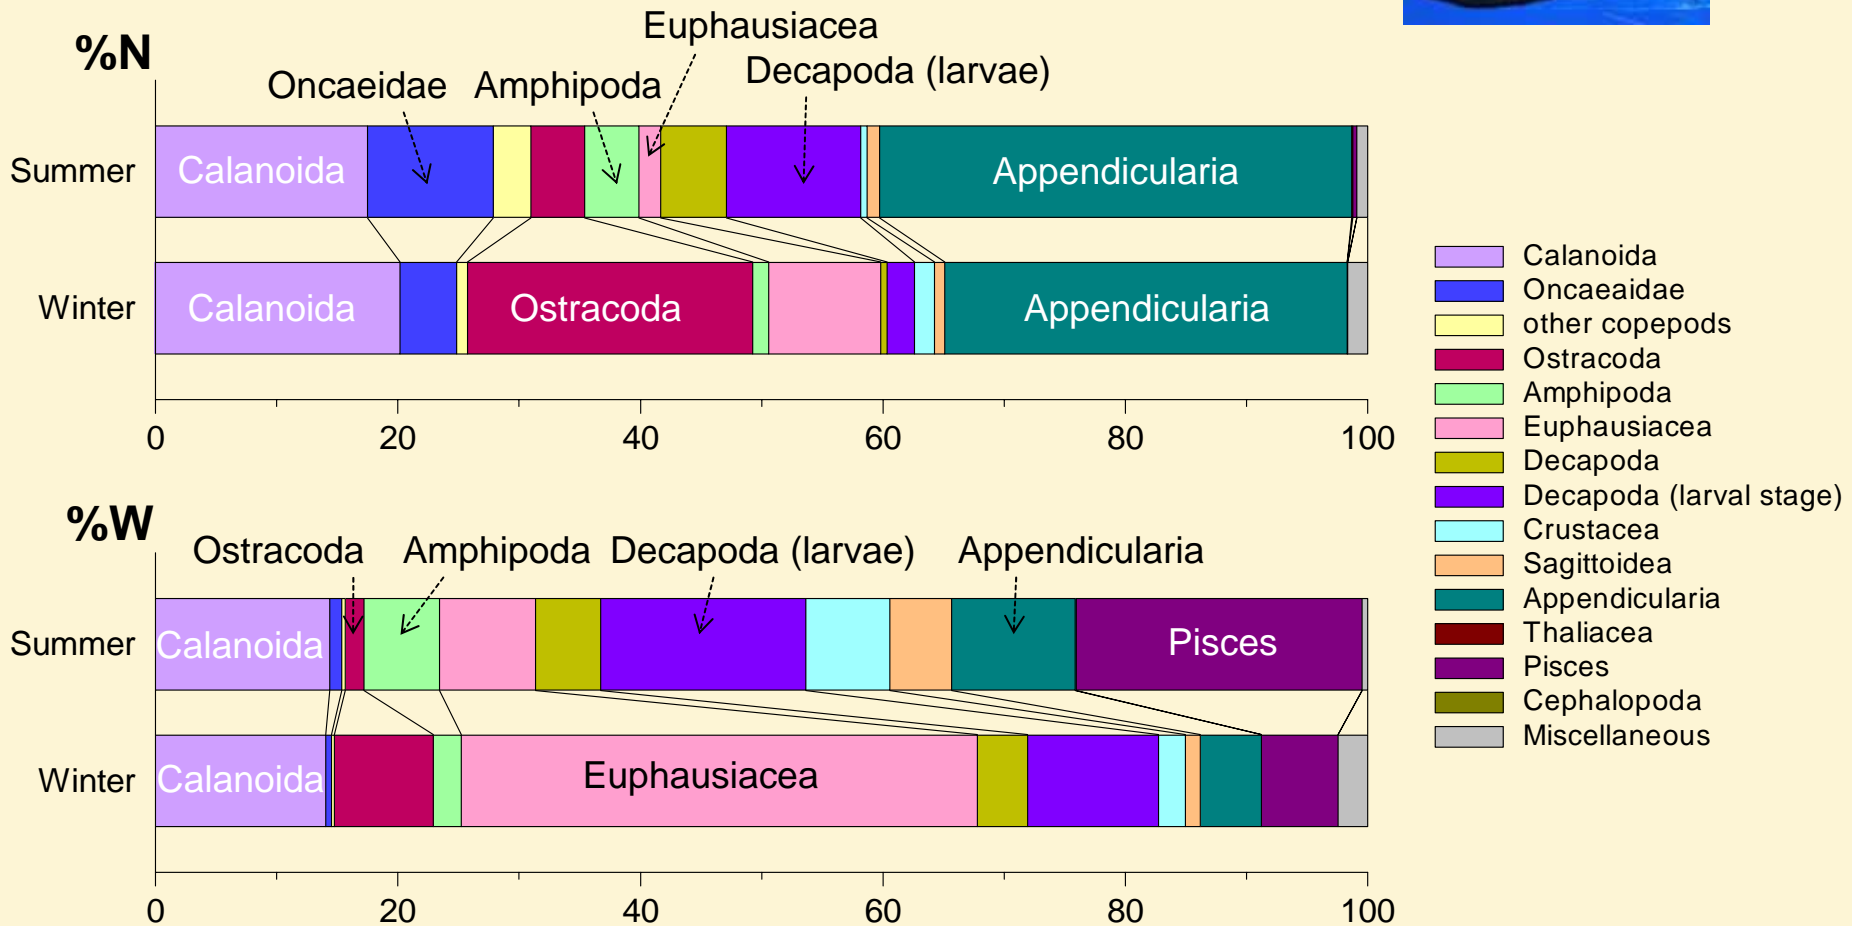 %N
Euphausiacea
Oncaeidae Amphipoda Decapoda (larvae)
Summer Calanoida Appendicularia
Winter Calanoida Ostracoda Appendicularia
0 20 40 60 80 100
%W
Ostracoda Amphipoda Decapoda (larvae) Appendicularia
Summer Calanoida Pisces
Winter Calanoida Euphausiacea
0 20 40 60 80 100
Calanoida
Oncaeaidae
other copepods
Ostracoda
Amphipoda
Euphausiacea
Decapoda
Decapoda (larval stage)
Crustacea
Sagittoidea
Appendicularia
Thaliacea
Pisces
Cephalopoda
Miscellaneous